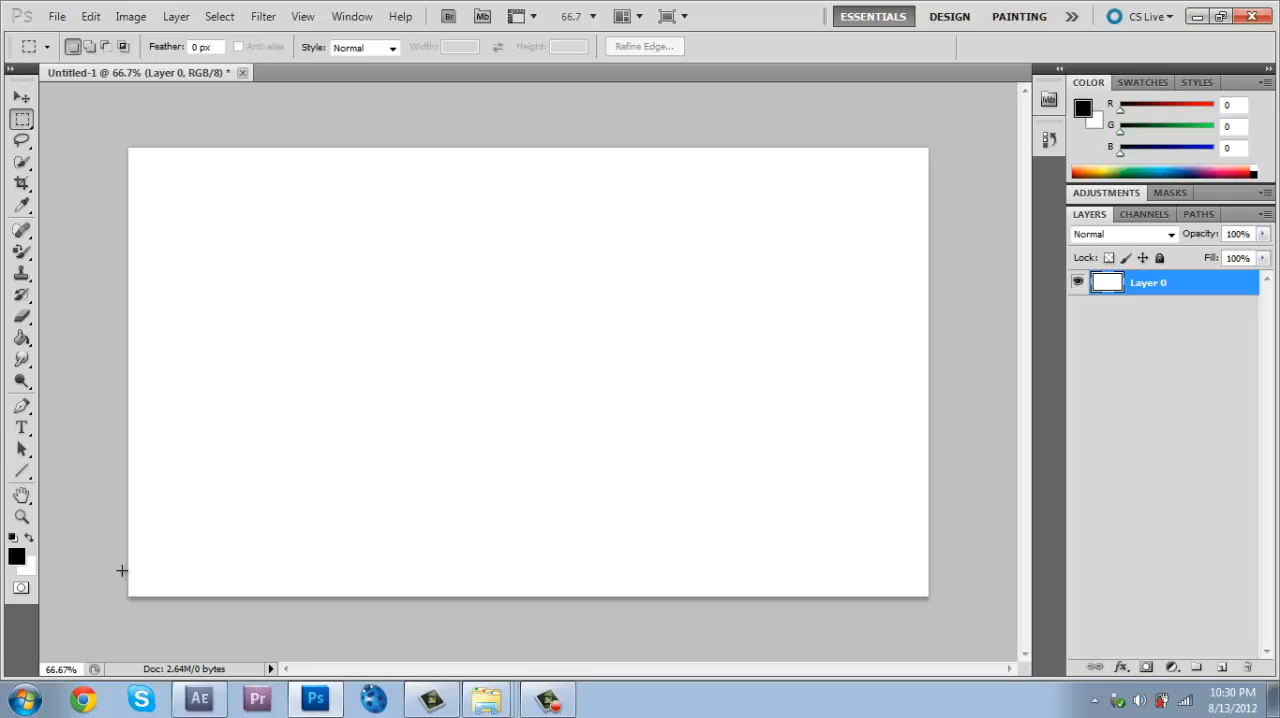 Ps File Edit Image Layer Select Filter View Window Help Br Mb 66.7 ESSENTIALS DESIGN PAINTING CS Live
Feather: 0 px Anti-alias Style: Normal Width: Height: Refine Edge...
Untitled-1 @ 66.7% (Layer 0, RGB/8) *
COLOR SWATCHES STYLES
Mb
R 0
G 0
B 0
ADJUSTMENTS MASKS
LAYERS CHANNELS PATHS
Normal Opacity: 100%
Lock: Fill: 100%
Layer 0
T
fx
66.67% Doc: 2.64M/0 bytes
Ae Pr Ps
10:30 PM
8/13/2012